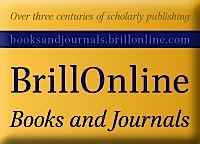 Over three centuries of scholarly publishing
booksandjournals.brillonline.com
BrillOnline
Books and Journals